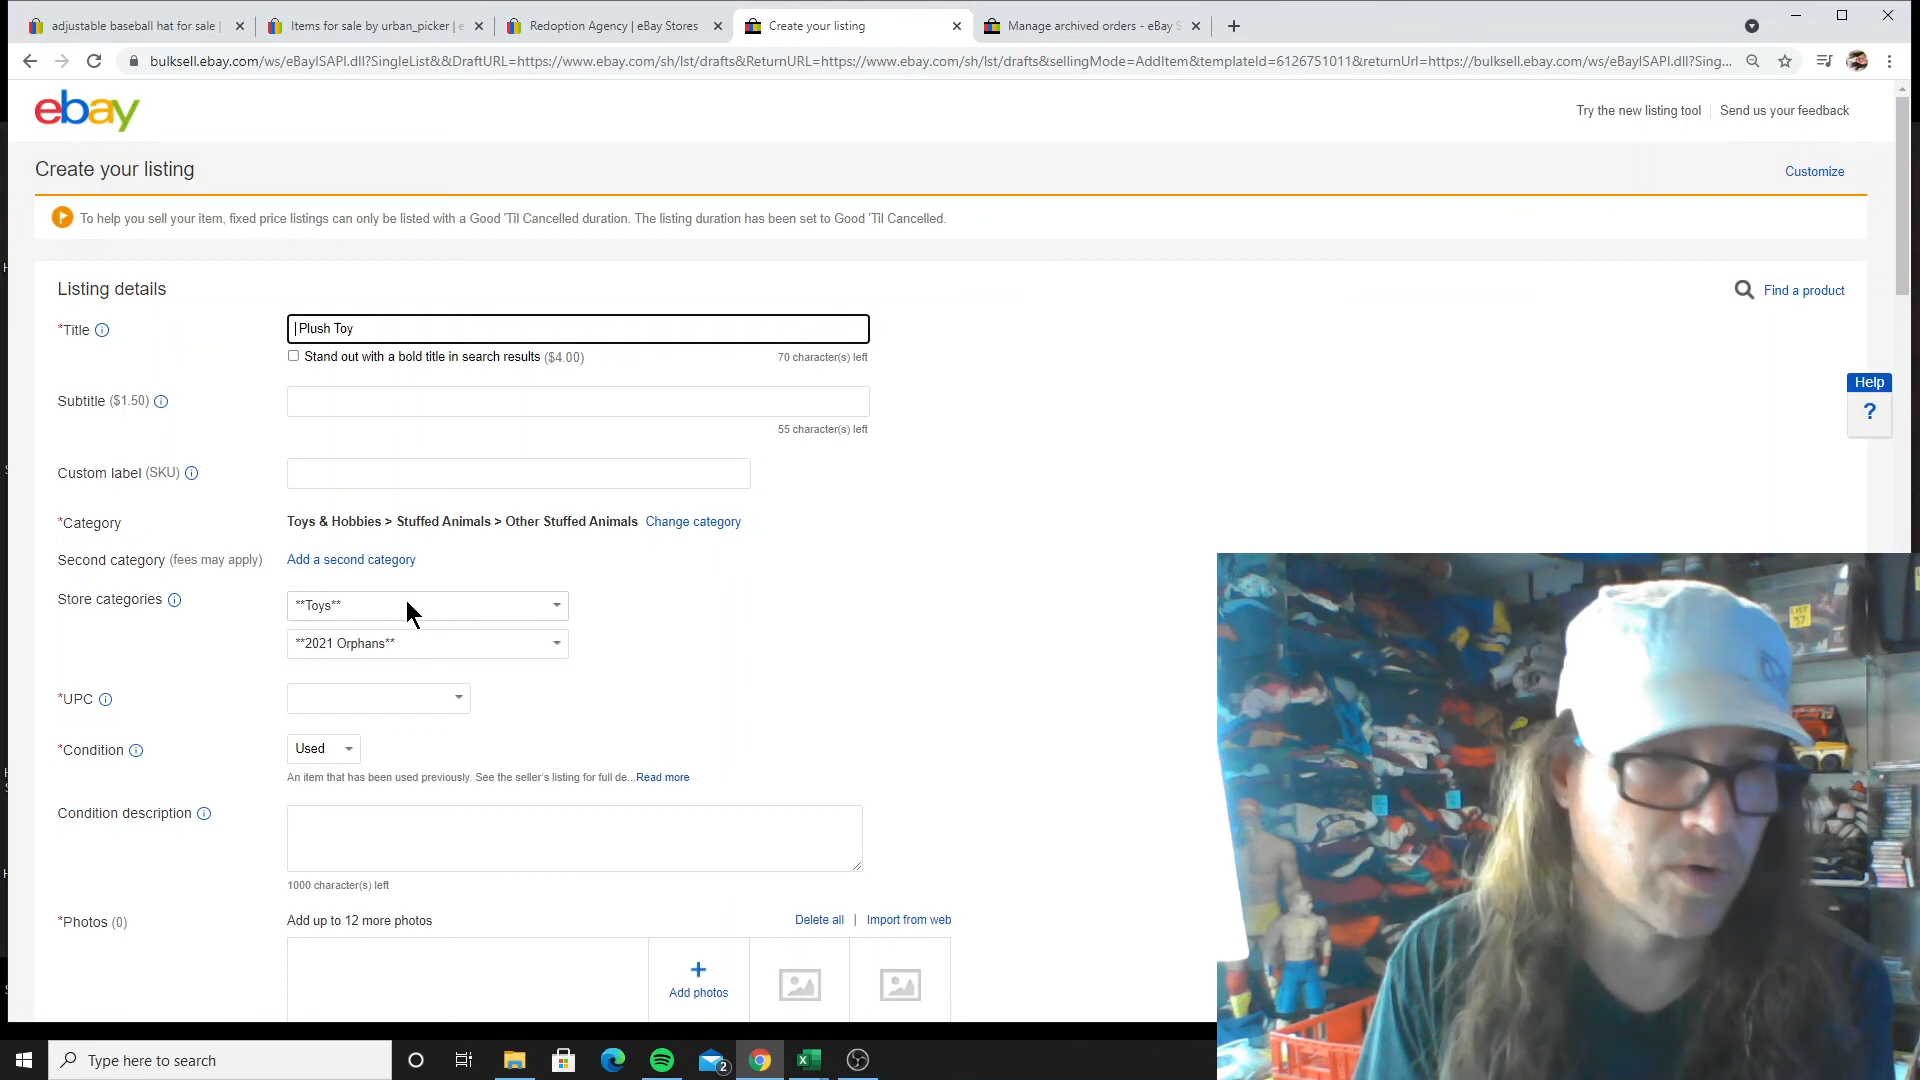 adjustable baseball hat for sale |
Items for sale by urban_picker | e
Redoption Agency | eBay Stores
Create your listing
Manage archived orders - eBay S
bulksell.ebay.com/ws/eBayISAPI.dll?SingleList&&DraftURL=https://www.ebay.com/sh/lst/drafts&ReturnURL=https://www.ebay.com/sh/lst/drafts&sellingMode=AddItem&templateId=6126751011&returnUrl=https://bulksell.ebay.com/ws/eBayISAPI.dll?Sing...
ebay
Try the new listing tool | Send us your feedback
Create your listing
Customize
To help you sell your item, fixed price listings can only be listed with a Good 'Til Cancelled duration. The listing duration has been set to Good 'Til Cancelled.
Listing details
Find a product
*Title
Plush Toy
Stand out with a bold title in search results ($4.00)
70 character(s) left
Subtitle ($1.50)
55 character(s) left
Help
?
Custom label (SKU)
*Category
Toys & Hobbies > Stuffed Animals > Other Stuffed Animals Change category
Second category (fees may apply)
Add a second category
Store categories
**Toys**
**2021 Orphans**
*UPC
*Condition
Used
An item that has been used previously. See the seller's listing for full de...Read more
Condition description
1000 character(s) left
*Photos (0)
Add up to 12 more photos
Delete all | Import from web
+
Add photos
Type here to search
2